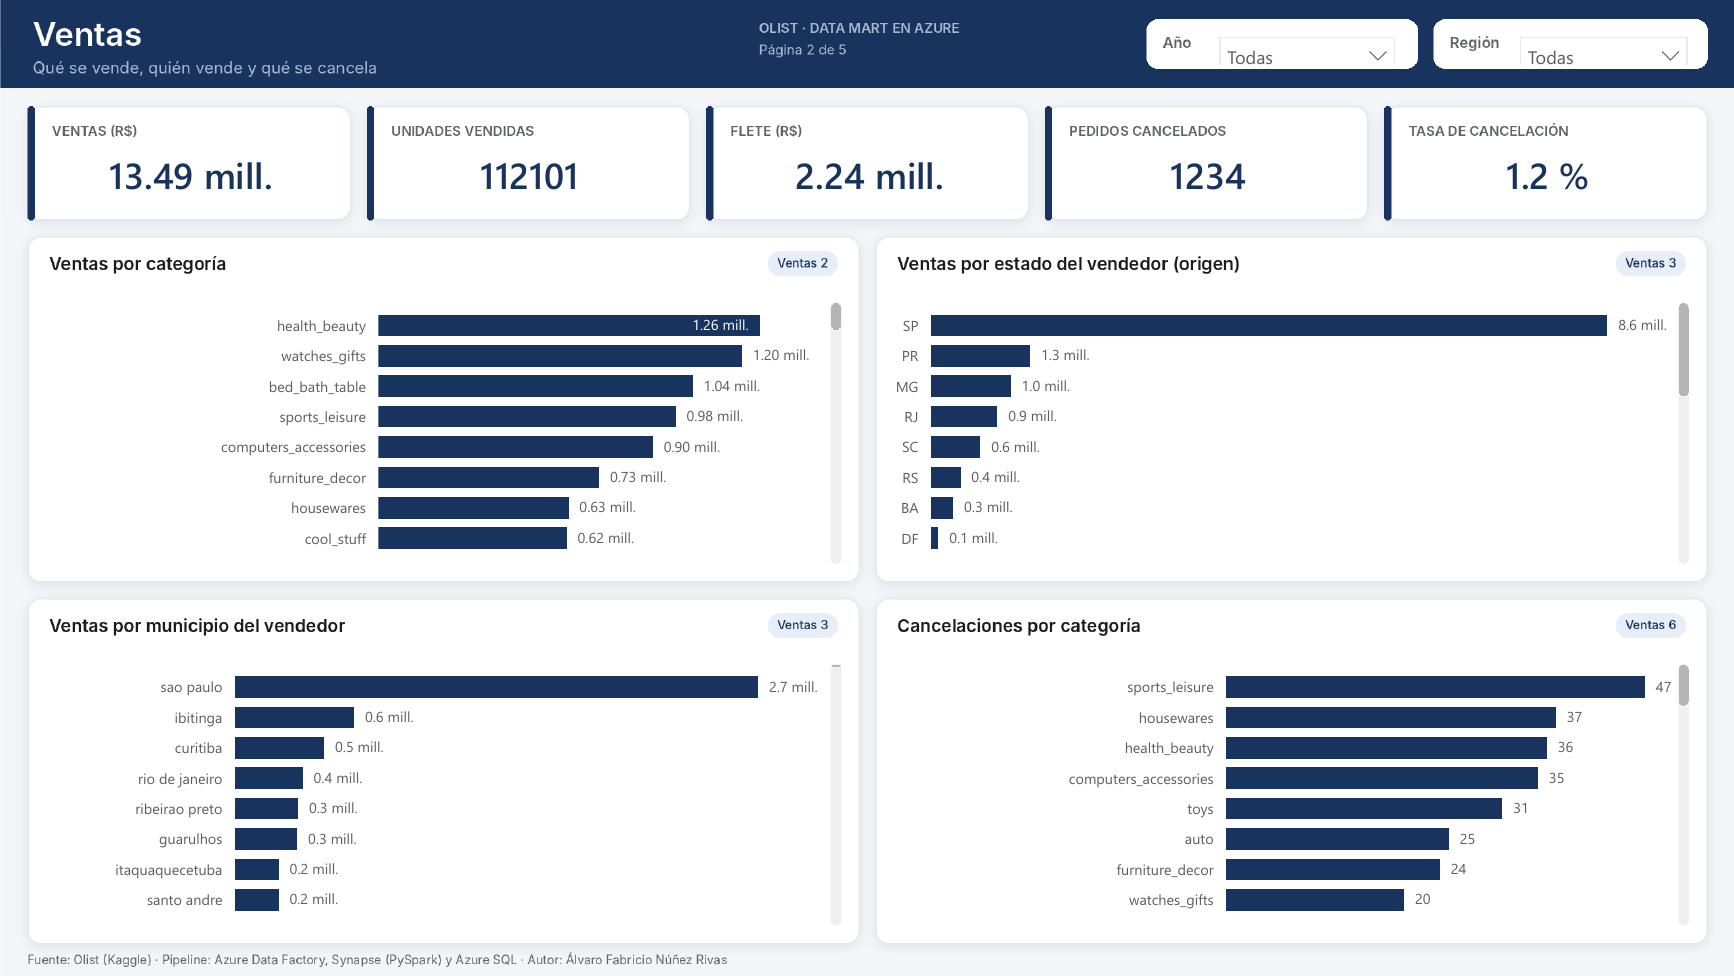 Ventas
Qué se vende, quién vende y qué se cancela
OLIST · DATA MART EN AZURE
Página 2 de 5
Año
Todas
Región
Todas
VENTAS (R$)
13.49 mill.
UNIDADES VENDIDAS
112101
FLETE (R$)
2.24 mill.
PEDIDOS CANCELADOS
1234
TASA DE CANCELACIÓN
1.2 %
Ventas por categoría
Ventas 2
health_beauty 1.26 mill.
watches_gifts 1.20 mill.
bed_bath_table 1.04 mill.
sports_leisure 0.98 mill.
computers_accessories 0.90 mill.
furniture_decor 0.73 mill.
housewares 0.63 mill.
cool_stuff 0.62 mill.
Ventas por estado del vendedor (origen)
Ventas 3
SP 8.6 mill.
PR 1.3 mill.
MG 1.0 mill.
RJ 0.9 mill.
SC 0.6 mill.
RS 0.4 mill.
BA 0.3 mill.
DF 0.1 mill.
Ventas por municipio del vendedor
Ventas 3
sao paulo 2.7 mill.
ibitinga 0.6 mill.
curitiba 0.5 mill.
rio de janeiro 0.4 mill.
ribeirao preto 0.3 mill.
guarulhos 0.3 mill.
itaquaquecetuba 0.2 mill.
santo andre 0.2 mill.
Cancelaciones por categoría
Ventas 6
sports_leisure 47
housewares 37
health_beauty 36
computers_accessories 35
toys 31
auto 25
furniture_decor 24
watches_gifts 20
Fuente: Olist (Kaggle) · Pipeline: Azure Data Factory, Synapse (PySpark) y Azure SQL · Autor: Álvaro Fabricio Núñez Rivas